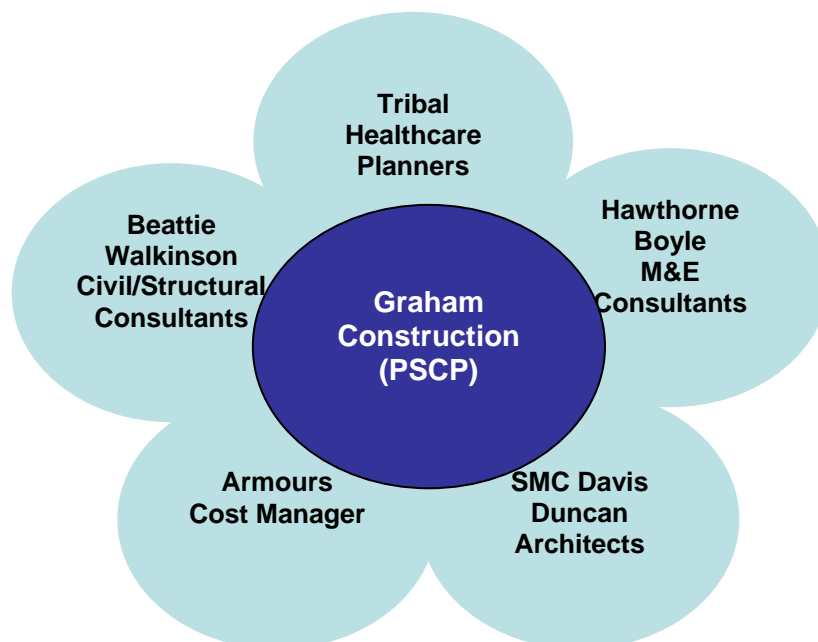 Tribal
Healthcare
Planners
Beattie
Walkinson
Civil/Structural
Consultants
Hawthorne
Boyle
M&E
Consultants
Graham
Construction
(PSCP)
Armours
Cost Manager
SMC Davis
Duncan
Architects